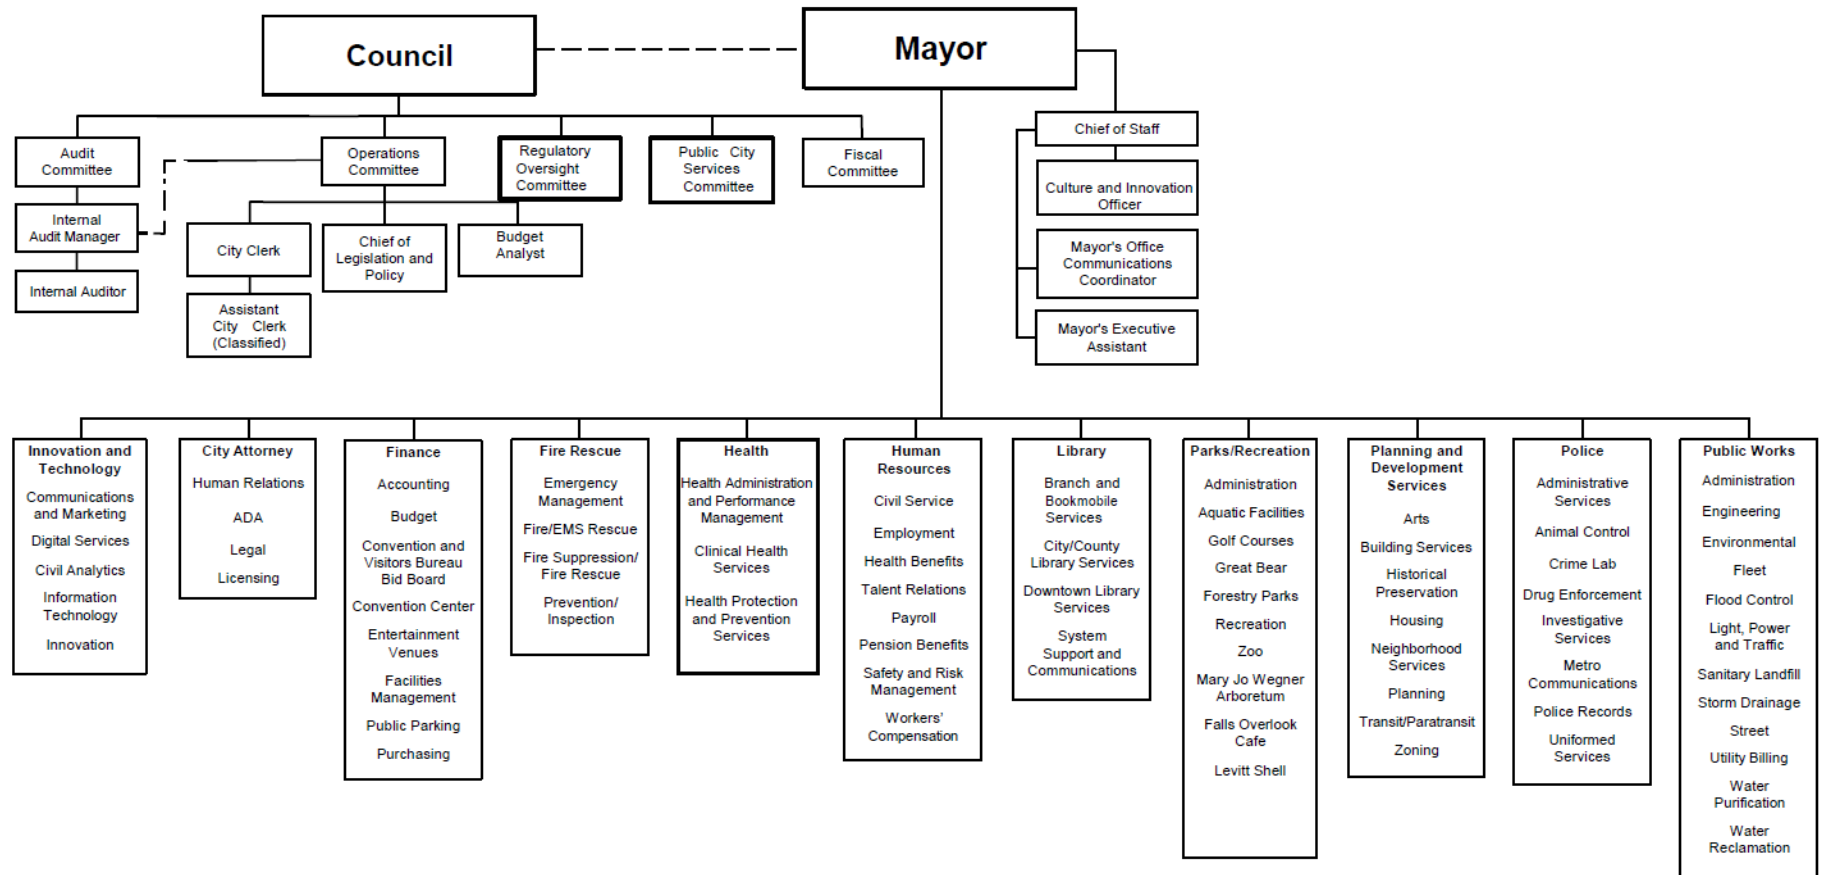 Council
Mayor
Audit
Committee
Operations
Committee
Regulatory
Oversight
Committee
Public City
Services
Committee
Fiscal
Committee
Internal
Audit Manager
Internal Auditor
City Clerk
Chief of
Legislation and
Policy
Budget
Analyst
Assistant
City Clerk
(Classified)
Chief of Staff
Culture and Innovation
Officer
Mayor's Office
Communications
Coordinator
Mayor's Executive
Assistant
Innovation and
Technology
Communications
and Marketing
Digital Services
Civil Analytics
Information
Technology
Innovation
City Attorney
Human Relations
ADA
Legal
Licensing
Finance
Accounting
Budget
Convention and
Visitors Bureau
Bid Board
Convention Center
Entertainment
Venues
Facilities
Management
Public Parking
Purchasing
Fire Rescue
Emergency
Management
Fire/EMS Rescue
Fire Suppression/
Fire Rescue
Prevention/
Inspection
Health
Health Administration
and Performance
Management
Clinical Health
Services
Health Protection
and Prevention
Services
Human
Resources
Civil Service
Employment
Health Benefits
Talent Relations
Payroll
Pension Benefits
Safety and Risk
Management
Workers'
Compensation
Library
Branch and
Bookmobile
Services
City/County
Library Services
Downtown Library
Services
System
Support and
Communications
Parks/Recreation
Administration
Aquatic Facilities
Golf Courses
Great Bear
Forestry Parks
Recreation
Zoo
Mary Jo Wegner
Arboretum
Falls Overlook
Cafe
Levitt Shell
Planning and
Development
Services
Arts
Building Services
Historical
Preservation
Housing
Neighborhood
Services
Planning
Transit/Paratransit
Zoning
Police
Administrative
Services
Animal Control
Crime Lab
Drug Enforcement
Investigative
Services
Metro
Communications
Police Records
Uniformed
Services
Public Works
Administration
Engineering
Environmental
Fleet
Flood Control
Light, Power
and Traffic
Sanitary Landfill
Storm Drainage
Street
Utility Billing
Water
Purification
Water
Reclamation